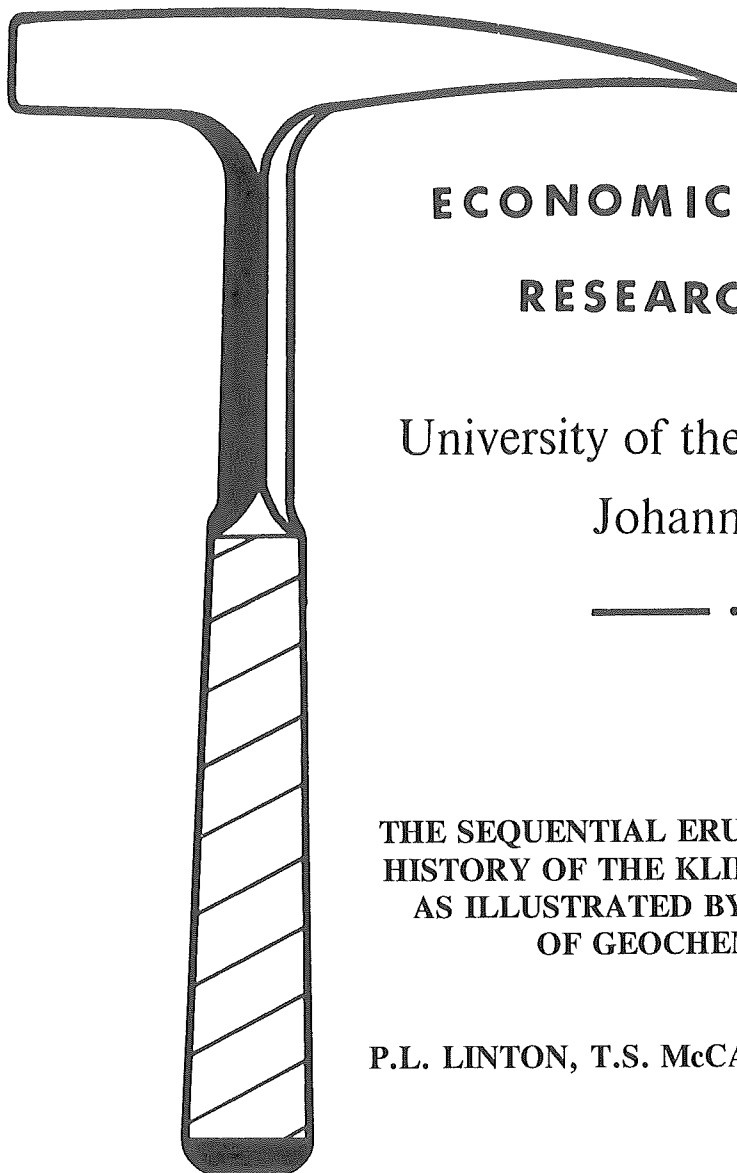 ECONOMIC
RESEARC
University of the
Johann
THE SEQUENTIAL ERU
HISTORY OF THE KLI
AS ILLUSTRATED BY
OF GEOCHE
P.L. LINTON, T.S. McCA